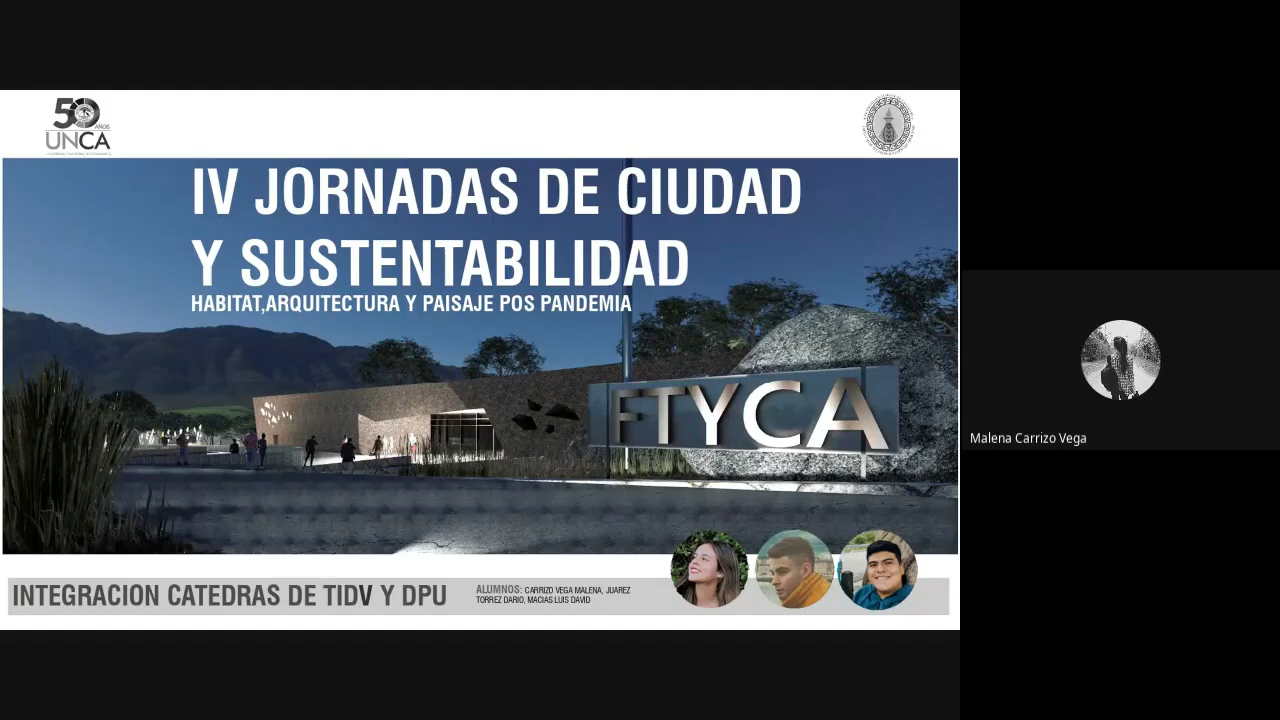 50
AÑOS
UNCA
IV JORNADAS DE CIUDAD
Y SUSTENTABILIDAD
HABITAT,ARQUITECTURA Y PAISAJE POS PANDEMIA
FTYCA
INTEGRACION CATEDRAS DE TIDV Y DPU
ALUMNOS: CARRIZO VEGA MALENA, JUAREZ
TORREZ DARIO, MACIAS LUIS DAVID
Malena Carrizo Vega